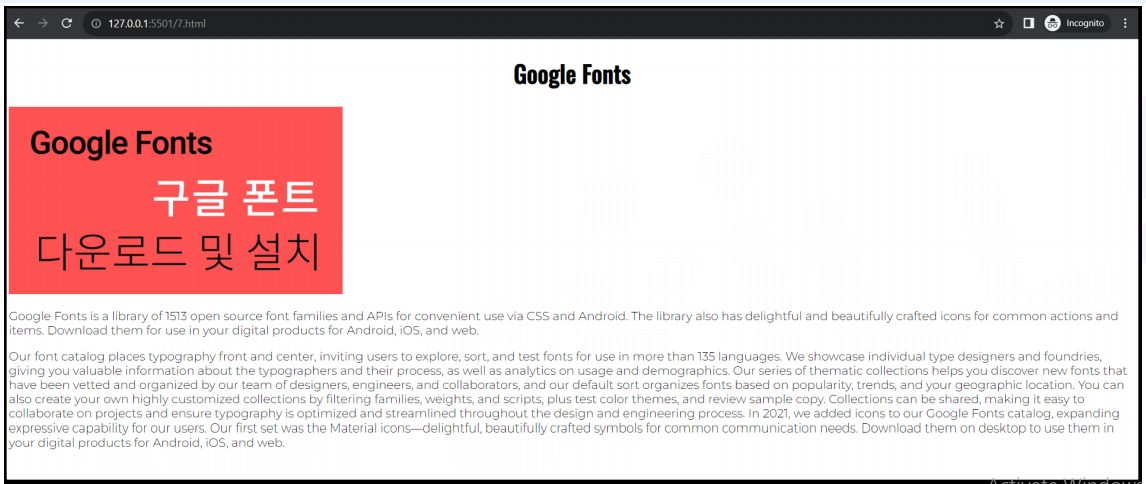 127.0.0.1:5501/7.html
Incognito
Google Fonts
Google Fonts
구글 폰트
다운로드 및 설치
Google Fonts is a library of 1513 open source font families and APIs for convenient use via CSS and Android. The library also has delightful and beautifully crafted icons for common actions and
items. Download them for use in your digital products for Android, iOS, and web.
Our font catalog places typography front and center, inviting users to explore, sort, and test fonts for use in more than 135 languages. We showcase individual type designers and foundries,
giving you valuable information about the typographers and their process, as well as analytics on usage and demographics. Our series of thematic collections helps you discover new fonts that
have been vetted and organized by our team of designers, engineers, and collaborators, and our default sort organizes fonts based on popularity, trends, and your geographic location. You can
also create your own highly customized collections by filtering families, weights, and scripts, plus test color themes, and review sample copy. Collections can be shared, making it easy to
collaborate on projects and ensure typography is optimized and streamlined throughout the design and engineering process. In 2021, we added icons to our Google Fonts catalog, expanding
expressive capability for our users. Our first set was the Material icons—delightful, beautifully crafted symbols for common communication needs. Download them on desktop to use them in
your digital products for Android, iOS, and web.
Activate Windows